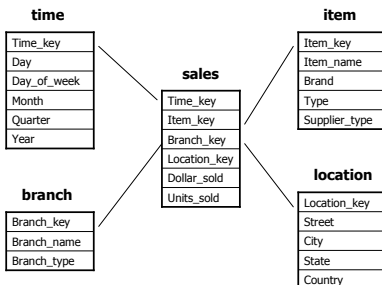 time
Time_key
Day
Day_of_week
Month
Quarter
Year
branch
Branch_key
Branch_name
Branch_type
sales
Time_key
Item_key
Branch_key
Location_key
Dollar_sold
Units_sold
item
Item_key
Item_name
Brand
Type
Supplier_type
location
Location_key
Street
City
State
Country